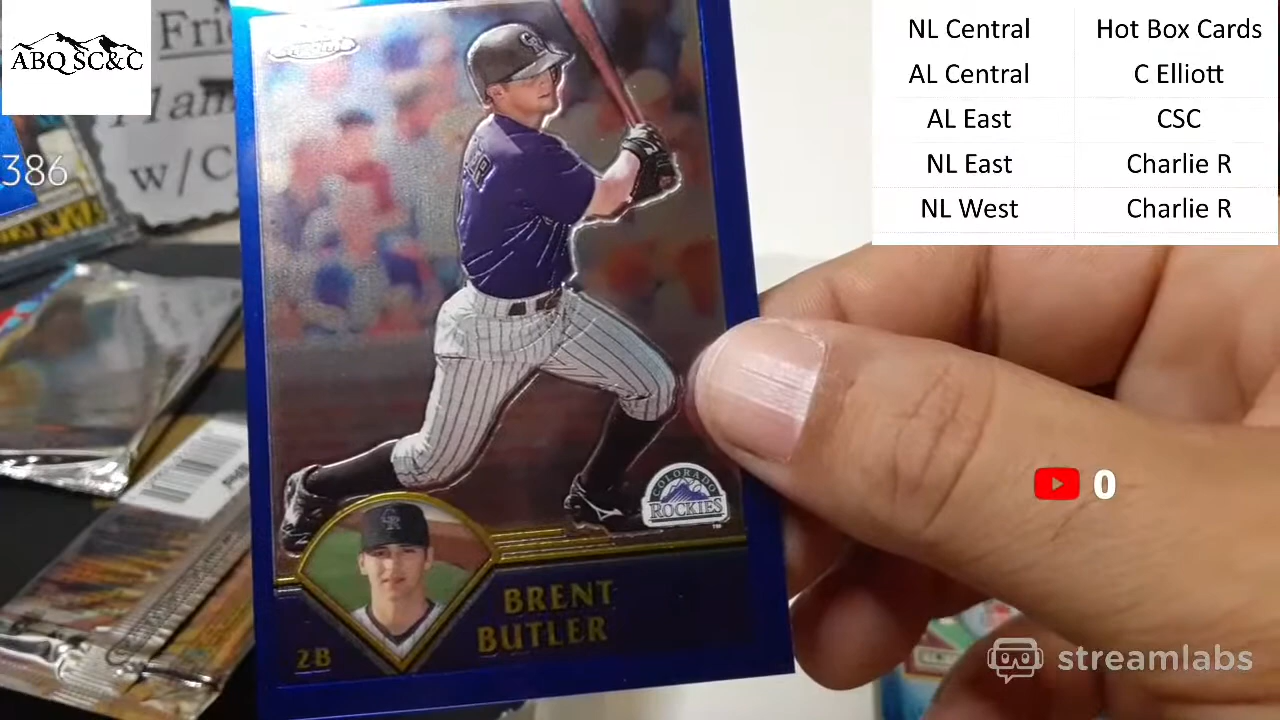 ABQ SC&C
386
w/C
NL Central Hot Box Cards
AL Central C Elliott
AL East CSC
NL East Charlie R
NL West Charlie R
COLORADO
ROCKIES
BRENT
BUTLER
2B
0
streamlabs